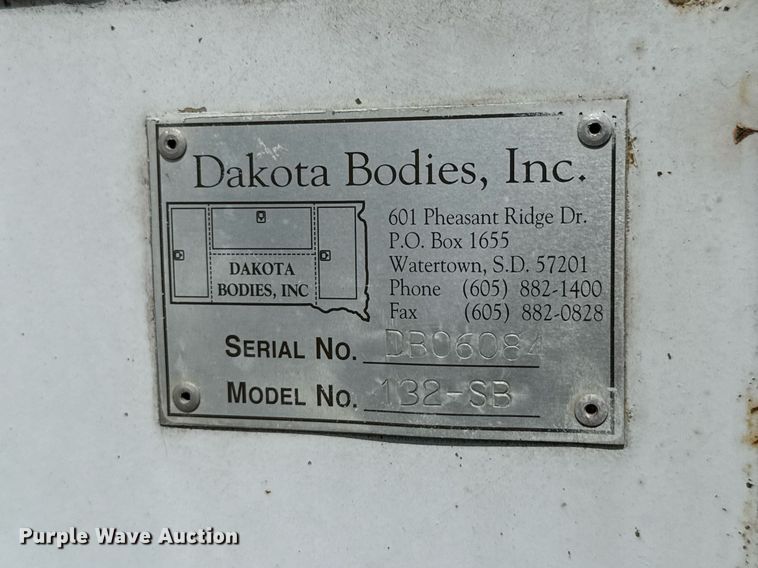 Dakota Bodies, Inc.
DAKOTA
BODIES, INC
601 Pheasant Ridge Dr.
P.O. Box 1655
Watertown, S.D. 57201
Phone (605) 882-1400
Fax (605) 882-0828
SERIAL NO. DB06084
MODEL NO. 132-SB
Purple Wave Auction